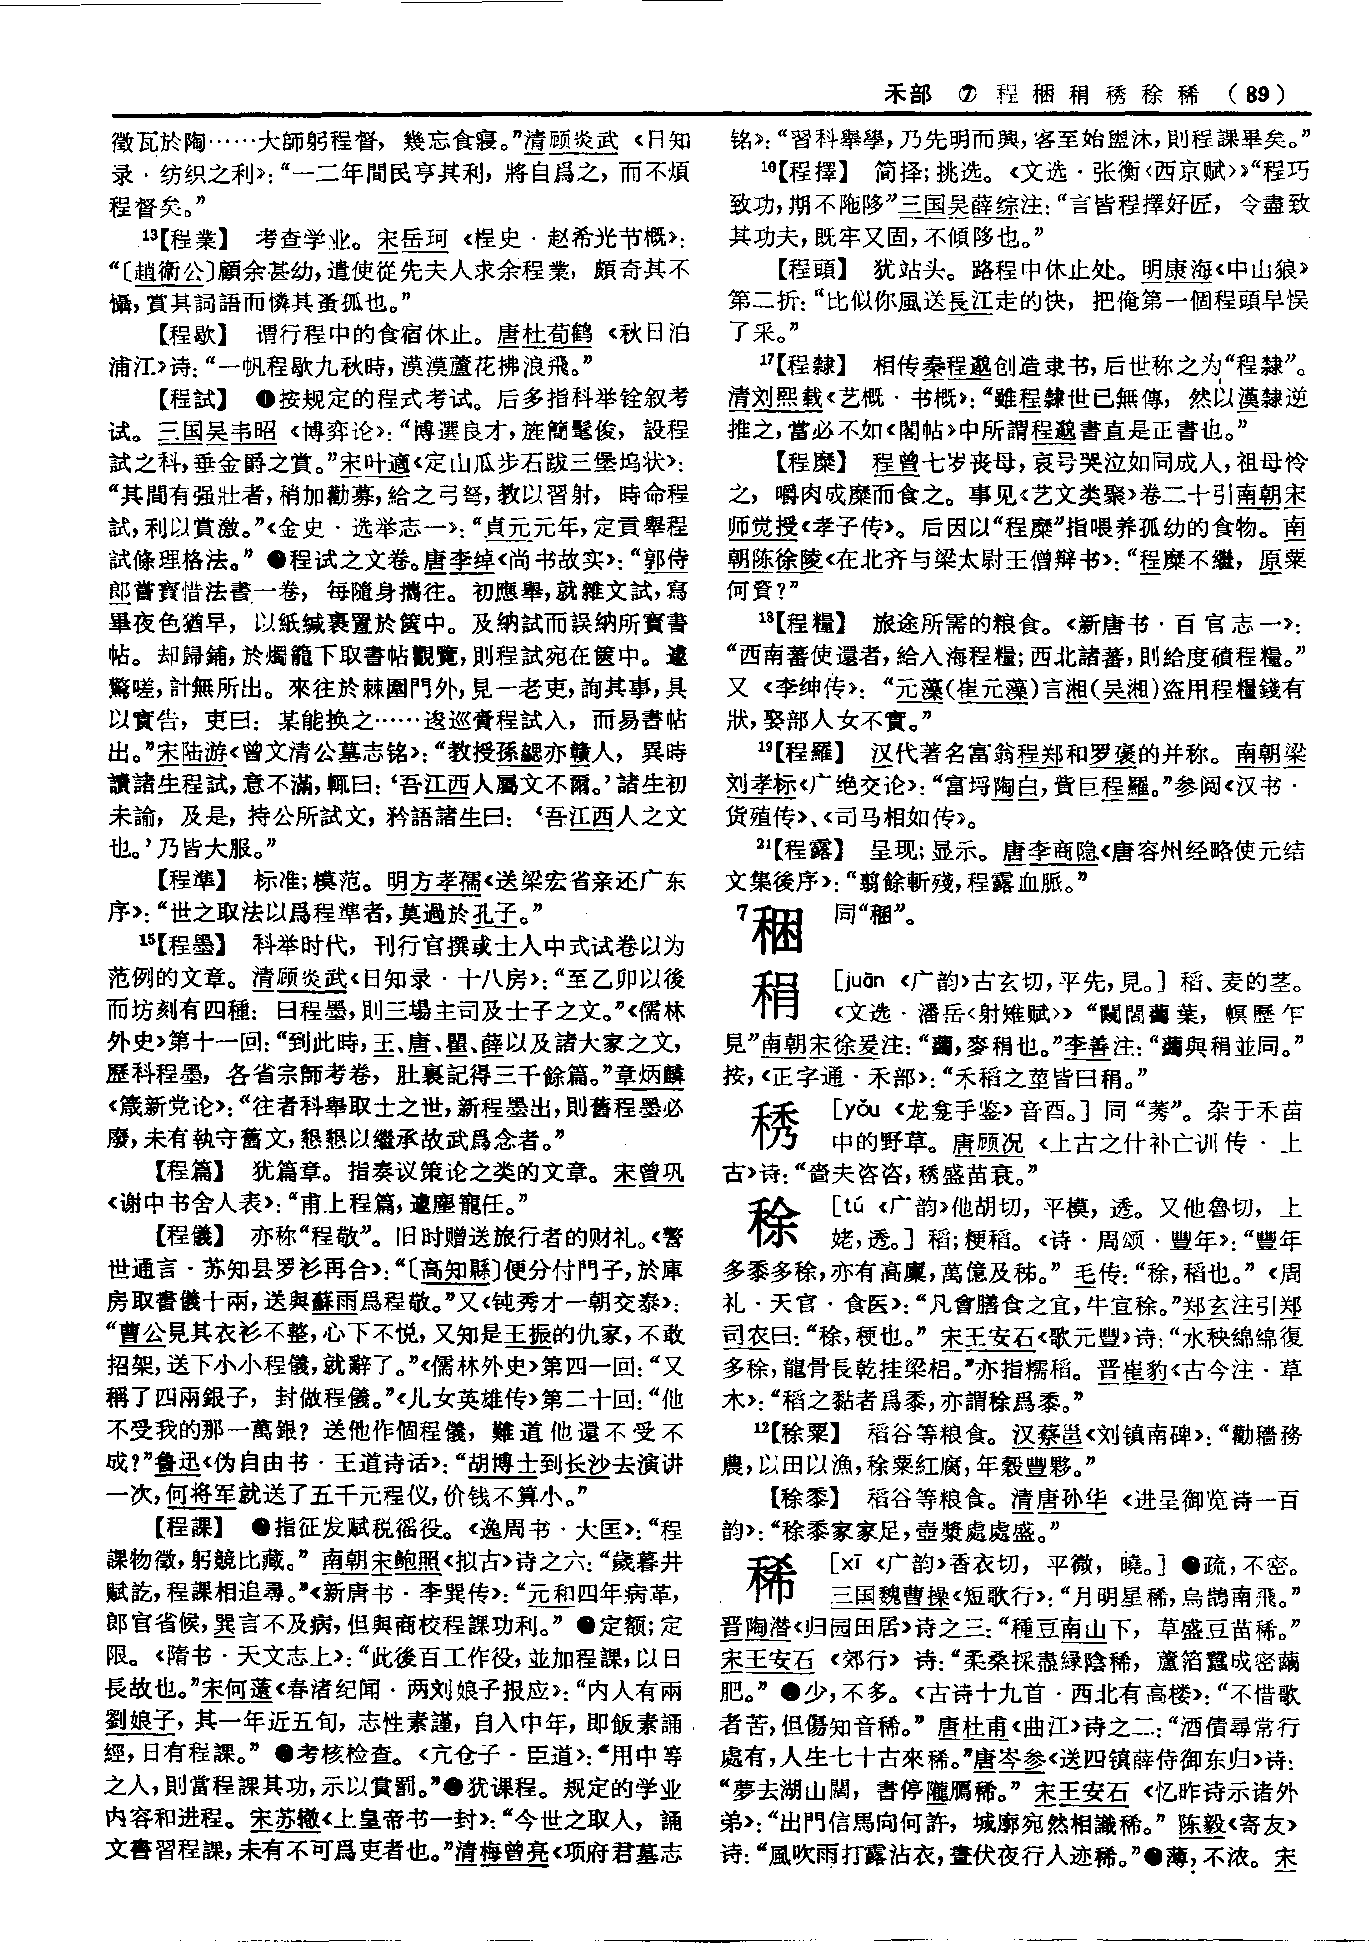 禾部 ⑦ 程稇稍稩稌稀 （89）
徵瓦於陶……大師躬程督，幾忘食寢。”清顾炎武《日知
录·纺织之利》：“一二年間民享其利，將自爲之，而不煩
程督矣。”
13【程業】 考查学业。宋岳珂《桯史·赵希光节概》：
“〔趙衛公〕顧余甚幼，遣使從先夫人求余程業，頗奇其不
懾，賞其詞語而憐其蚤孤也。”
【程歇】 谓行程中的食宿休止。唐杜荀鹤《秋日泊
浦江》诗：“一帆程歇九秋時，漠漠蘆花拂浪飛。”
【程試】 ❶按规定的程式考试。后多指科举铨叙考
试。三国吴韦昭《博弈论》：“博選良才，旌簡髦俊，設程
試之科，垂金爵之賞。”宋叶適《定山瓜步石跋三堡坞状》：
“其間有强壯者，稍加勸募，給之弓弩，教以習射，時命程
試，利以賞激。”《金史·选举志一》：“貞元元年，定貢舉程
試條理格法。”❷程试之文卷。唐李绰《尚书故实》：“郭侍
郎嘗寳惜法書一卷，每隨身攜往。初應舉，就雜文試，寫
畢夜色猶早，以紙緘裹置於篋中。及納試而誤納所寳書
帖。却歸鋪，於燭籠下取書帖觀覽，則程試宛在篋中。遽
驚嗟，計無所出。來往於棘圍門外，見一老吏，詢其事，具
以實告，吏曰：某能换之……逡巡賫程試入，而易書帖
出。”宋陆游《曾文清公墓志铭》：“教授孫勰亦贛人，異時
讀諸生程試，意不滿，輒曰：‘吾江西人屬文不爾。’諸生初
未諭，及是，持公所試文，矜語諸生曰：‘吾江西人之文
也。’乃皆大服。”
【程準】 标准；模范。明方孝孺《送梁宏省亲还广东
序》：“世之取法以爲程準者，莫過於孔子。”
15【程墨】 科举时代，刊行官撰或士人中式试卷以为
范例的文章。清顾炎武《日知录·十八房》：“至乙卯以後
而坊刻有四種：曰程墨，則三場主司及士子之文。”《儒林
外史》第十一回：“到此時，王、唐、瞿、薛以及諸大家之文，
歷科程墨，各省宗師考卷，肚裏記得三千餘篇。”章炳麟
《箴新党论》：“往者科舉取士之世，新程墨出，則舊程墨必
廢，未有執守舊文，懇懇以繼承故武爲念者。”
【程篇】 犹篇章。指奏议策论之类的文章。宋曾巩
《谢中书舍人表》：“甫上程篇，遽塵寵任。”
【程儀】 亦称“程敬”。旧时赠送旅行者的财礼。《警
世通言·苏知县罗衫再合》：“〔高知縣〕便分付門子，於庫
房取書儀十兩，送與蘇雨爲程敬。”又《钝秀才一朝交泰》：
“曹公見其衣衫不整，心下不悦，又知是王振的仇家，不敢
招架，送下小小程儀，就辭了。”《儒林外史》第四一回：“又
稱了四兩銀子，封做程儀。”《儿女英雄传》第二十回：“他
不受我的那一萬銀？送他作個程儀，難道他還不受不
成？”鲁迅《伪自由书·王道诗话》：“胡博士到长沙去演讲
一次，何将军就送了五千元程仪，价钱不算小。”
【程課】 ❶指征发赋税徭役。《逸周书·大匡》：“程
課物徵，躬競比藏。”南朝宋鲍照《拟古》诗之六：“歲暮井
賦訖，程課相追尋。”《新唐书·李巽传》：“元和四年病革，
郎官省候，巽言不及病，但與商校程課功利。”❷定额；定
限。《隋书·天文志上》：“此後百工作役，並加程課，以日
長故也。”宋何薳《春渚纪闻·两刘娘子报应》：“内人有兩
劉娘子，其一年近五旬，志性素謹，自入中年，即飯素誦
經，日有程課。”❸考核检查。《亢仓子·臣道》：“用中等
之人，則當程課其功，示以賞罰。”❹犹课程。规定的学业
内容和进程。宋苏辙《上皇帝书一封》：“今世之取人，誦
文書習程課，未有不可爲吏者也。”清梅曾亮《项府君墓志
铭》：“習科舉學，乃先明而興，客至始盥沐，則程課畢矣。”
16【程擇】 简择；挑选。《文选·张衡〈西京赋〉》“程巧
致功，期不陁陊”三国吴薛综注：“言皆程擇好匠，令盡致
其功夫，既牢又固，不傾陊也。”
【程頭】 犹站头。路程中休止处。明康海《中山狼》
第二折：“比似你風送長江走的快，把俺第一個程頭早悮
了采。”
17【程隸】 相传秦程邈创造隶书，后世称之为“程隸”。
清刘熙载《艺概·书概》：“雖程隸世已無傳，然以漢隸逆
推之，當必不如《閣帖》中所謂程邈書直是正書也。”
【程糜】 程曾七岁丧母，哀号哭泣如同成人，祖母怜
之，嚼肉成糜而食之。事见《艺文类聚》卷二十引南朝宋
师觉授《孝子传》。后因以“程糜”指喂养孤幼的食物。南
朝陈徐陵《在北齐与梁太尉王僧辩书》：“程糜不繼，原粟
何資？”
18【程糧】 旅途所需的粮食。《新唐书·百官志一》：
“西南蕃使還者，給入海程糧；西北諸蕃，則給度磧程糧。”
又《李绅传》：“元藻（崔元藻）言湘（吴湘）盗用程糧錢有
狀，娶部人女不實。”
19【程羅】 汉代著名富翁程郑和罗褒的并称。南朝梁
刘孝标《广绝交论》：“富埒陶白，貲巨程羅。”参阅《汉书·
货殖传》、《司马相如传》。
21【程露】 呈现；显示。唐李商隐《唐容州经略使元结
文集後序》：“翦餘斬殘，程露血脈。”
7稇 同“稛”。
稍 [juān《广韵》古玄切，平先，見。] 稻、麦的茎。
《文选·潘岳〈射雉赋〉》“闚䦚藰葉，幎歷乍
見”南朝宋徐爰注：“䕠，麥稍也。”李善注：“䕠與稍並同。”
按，《正字通·禾部》：“禾稻之莖皆曰稍。”
莠 [yǒu《龙龛手鉴》音酉。] 同“莠”。杂于禾苗
中的野草。唐顾况《上古之什补亡训传·上
古》诗：“嗇夫咨咨，䅎盛苗衰。”
稌 [tú《广韵》他胡切，平模，透。又他魯切，上
姥，透。] 稻；粳稻。《诗·周颂·豐年》：“豐年
多黍多稌，亦有高廪，萬億及秭。”毛传：“稌，稻也。”《周
礼·天官·食医》：“凡會膳食之宜，牛宜稌。”郑玄注引郑
司农曰：“稌，稉也。”宋王安石《歌元豐》诗：“水秧綿綿復
多稌，龍骨長乾挂梁梠。”亦指糯稻。晋崔豹《古今注·草
木》：“稻之黏者爲黍，亦謂稌爲黍。”
12【稌粟】 稻谷等粮食。汉蔡邕《刘镇南碑》：“勸穡務
農，以田以漁，稌粟紅腐，年穀豐夥。”
【稌黍】 稻谷等粮食。清唐孙华《进呈御览诗一百
韵》：“稌黍家家足，壺漿處處盛。”
稀 [xī《广韵》香衣切，平微，曉。] ❶疏，不密。
三国魏曹操《短歌行》：“月明星稀，烏鵲南飛。”
晋陶潜《归园田居》诗之三：“種豆南山下，草盛豆苗稀。”
宋王安石《郊行》诗：“柔桑採盡緑陰稀，蘆箔蠶成密繭
肥。”❷少，不多。《古诗十九首·西北有高楼》：“不惜歌
者苦，但傷知音稀。”唐杜甫《曲江》诗之二：“酒債尋常行
處有，人生七十古來稀。”唐岑参《送四镇薛侍御东归》诗：
“夢去湖山闊，書停隴鴈稀。”宋王安石《忆昨诗示诸外
弟》：“出門信馬向何許，城廓宛然相識稀。”陈毅《寄友》
诗：“風吹雨打露沾衣，晝伏夜行人迹稀。”❸薄，不浓。宋